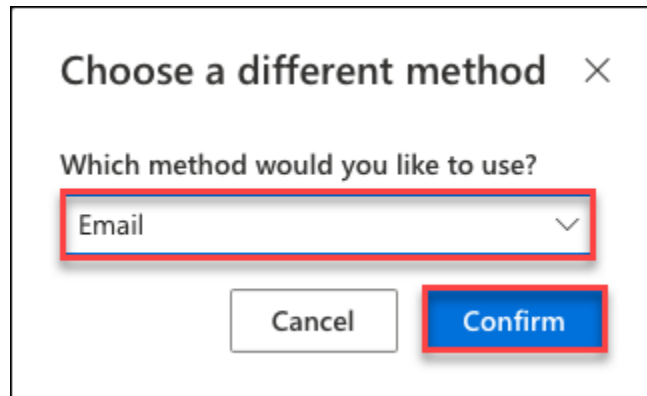 Choose a different method
Which method would you like to use?
Email
Cancel
Confirm